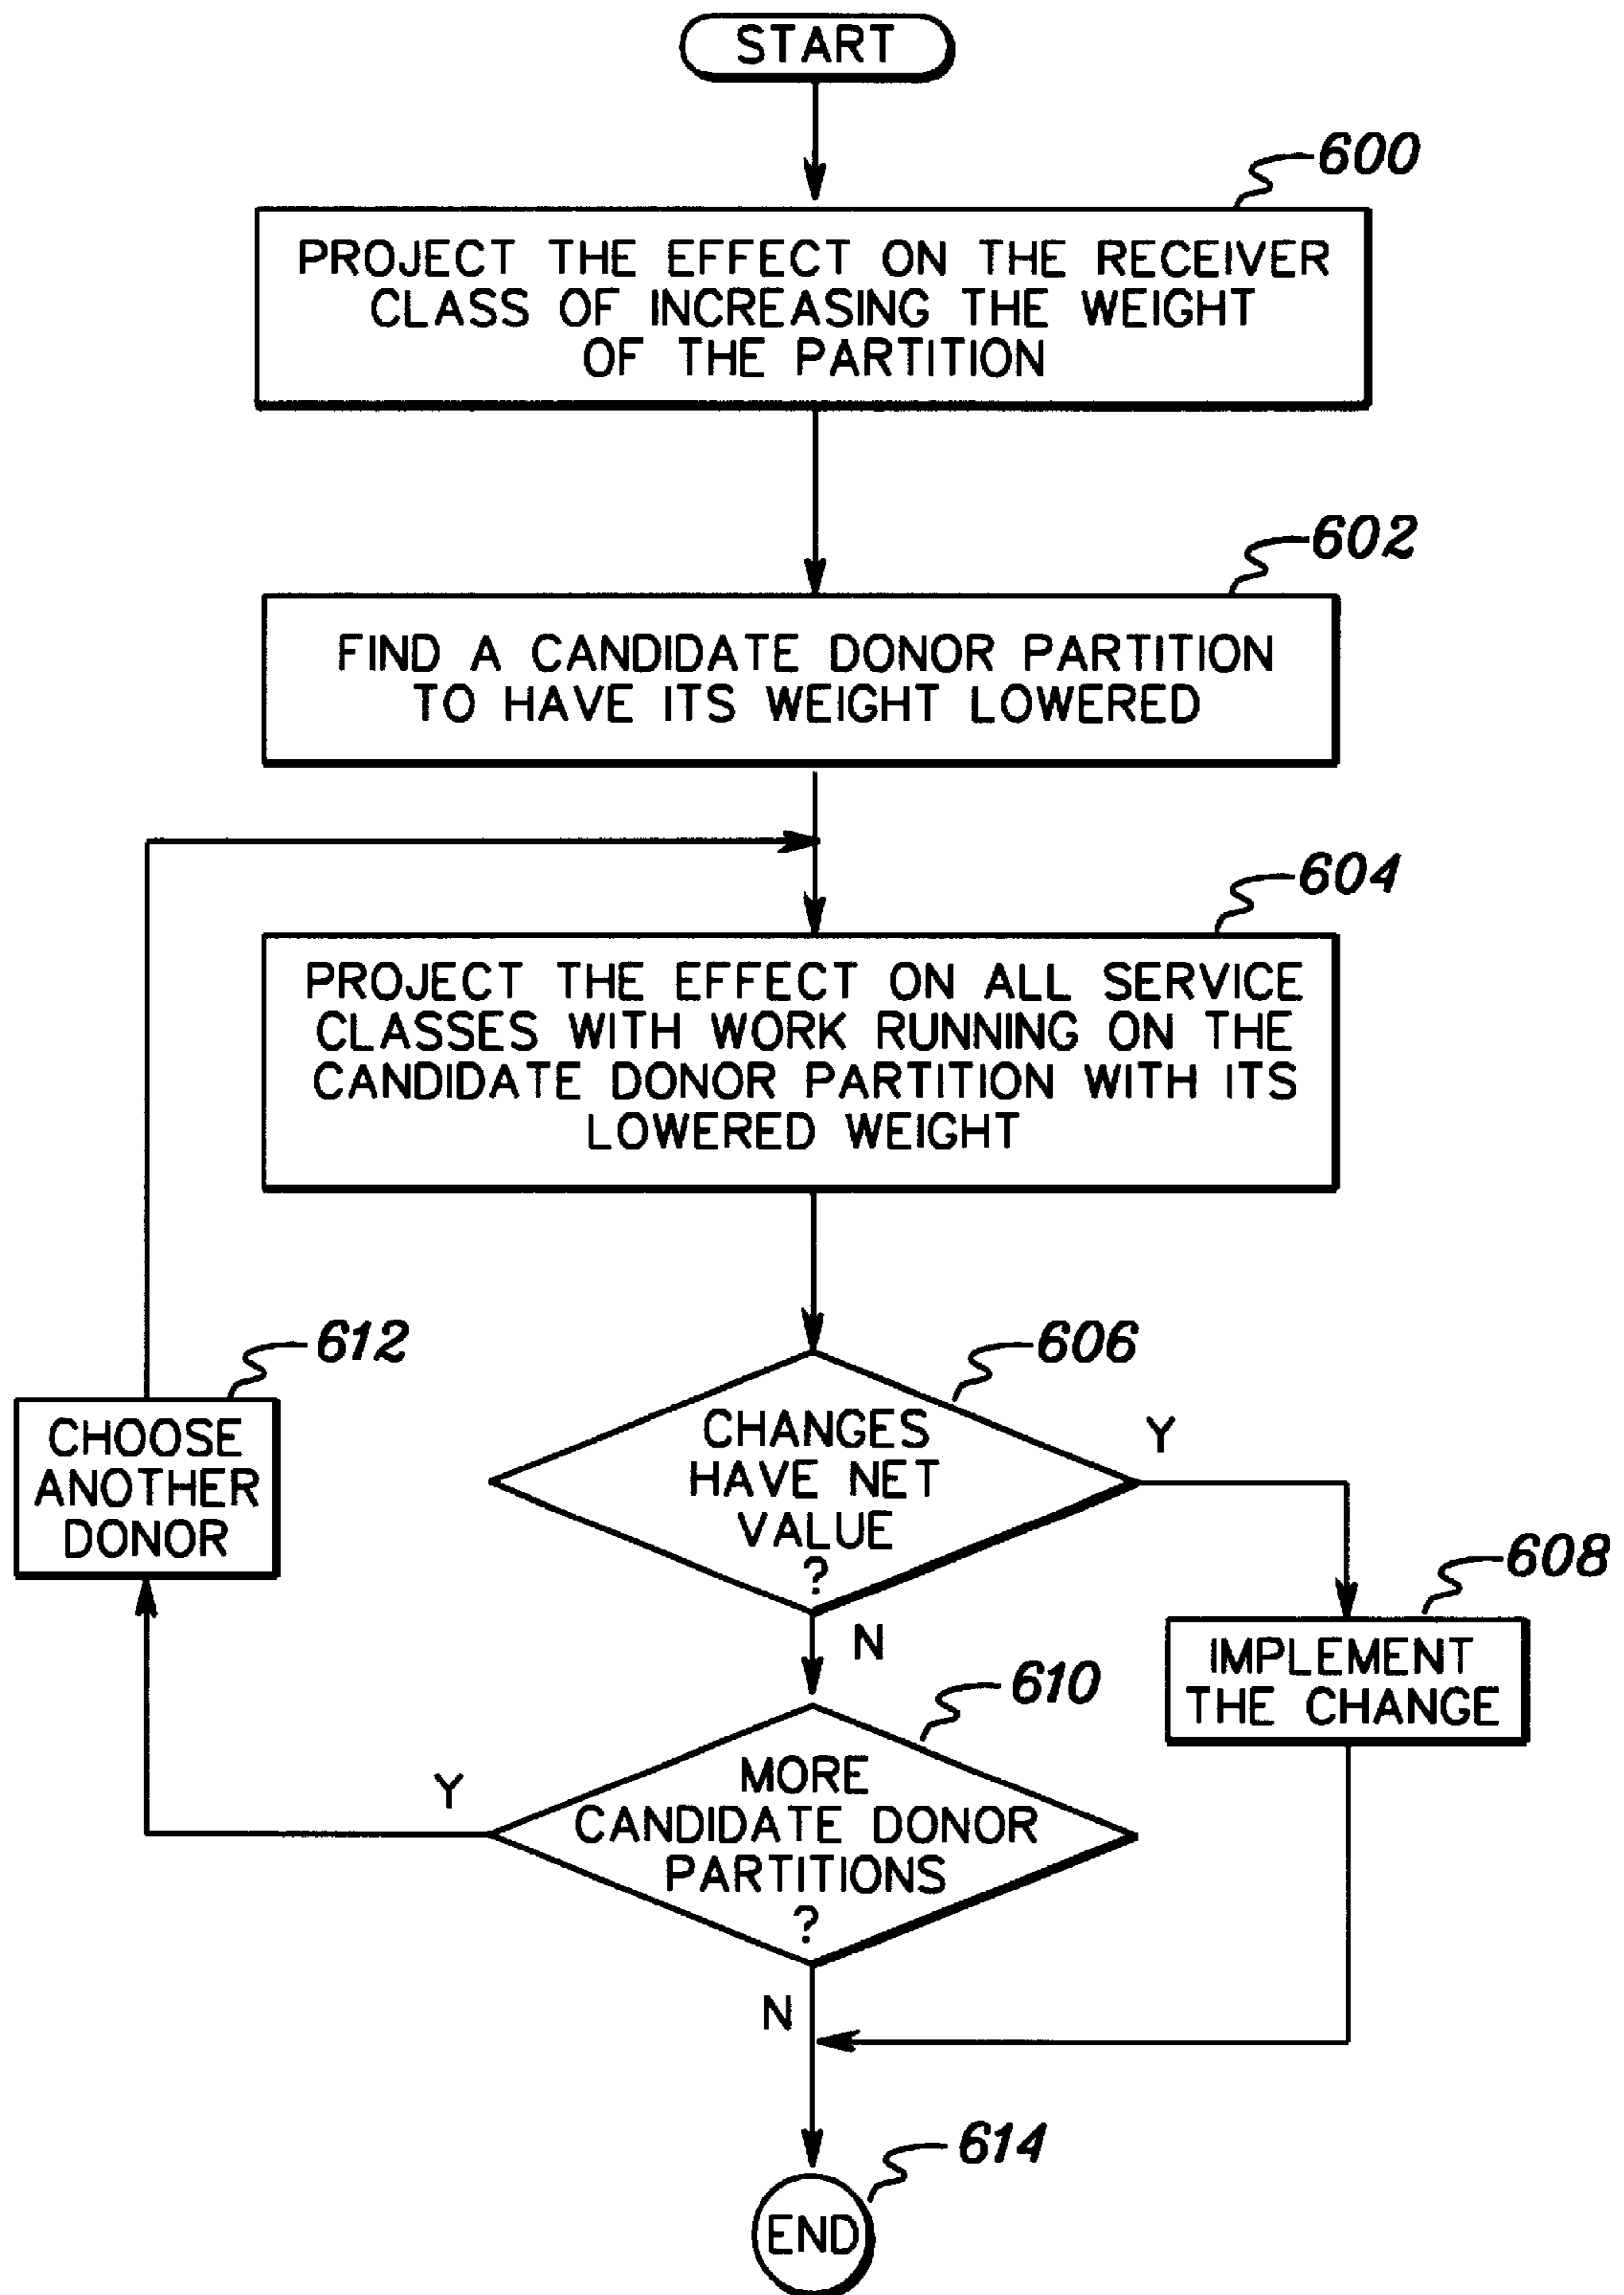 START
600
PROJECT THE EFFECT ON THE RECEIVER
CLASS OF INCREASING THE WEIGHT
OF THE PARTITION
602
FIND A CANDIDATE DONOR PARTITION
TO HAVE ITS WEIGHT LOWERED
604
PROJECT THE EFFECT ON ALL SERVICE
CLASSES WITH WORK RUNNING ON THE
CANDIDATE DONOR PARTITION WITH ITS
LOWERED WEIGHT
612
CHOOSE
ANOTHER
DONOR
606
CHANGES
HAVE NET
VALUE
?
Y
N
608
IMPLEMENT
THE CHANGE
610
MORE
CANDIDATE DONOR
PARTITIONS
?
Y
N
614
END